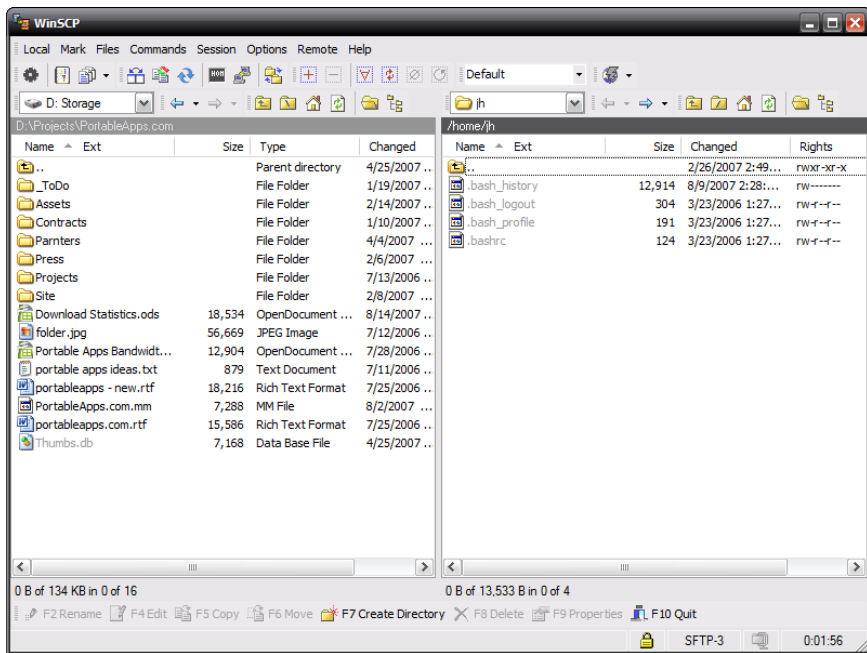 WinSCP
Local Mark Files Commands Session Options Remote Help
Default
D: Storage
jh
D:\Projects\PortableApps.com
/home/jh
Name Ext Size Type Changed
Name Ext Size Changed Rights
.. Parent directory 4/25/2007 ...
.. 2/26/2007 2:49... rwxr-xr-x
_ToDo File Folder 1/19/2007 ...
.bash_history 12,914 8/9/2007 2:28:... rw-------
Assets File Folder 2/14/2007 ...
.bash_logout 304 3/23/2006 1:27... rw-r--r--
Contracts File Folder 1/10/2007 ...
.bash_profile 191 3/23/2006 1:27... rw-r--r--
Parnters File Folder 4/4/2007 ...
.bashrc 124 3/23/2006 1:27... rw-r--r--
Press File Folder 2/6/2007 ...
Projects File Folder 7/13/2006 ...
Site File Folder 2/8/2007 ...
Download Statistics.ods 18,534 OpenDocument ... 8/14/2007 ...
folder.jpg 56,669 JPEG Image 7/12/2006 ...
Portable Apps Bandwidt... 12,904 OpenDocument ... 7/28/2006 ...
portable apps ideas.txt 879 Text Document 7/11/2006 ...
portableapps - new.rtf 18,216 Rich Text Format 7/25/2006 ...
PortableApps.com.mm 7,288 MM File 8/2/2007 ...
portableapps.com.rtf 15,586 Rich Text Format 7/25/2006 ...
Thumbs.db 7,168 Data Base File 4/25/2007 ...
0 B of 134 KB in 0 of 16
0 B of 13,533 B in 0 of 4
F2 Rename F4 Edit F5 Copy F6 Move F7 Create Directory F8 Delete F9 Properties F10 Quit
SFTP-3 0:01:56